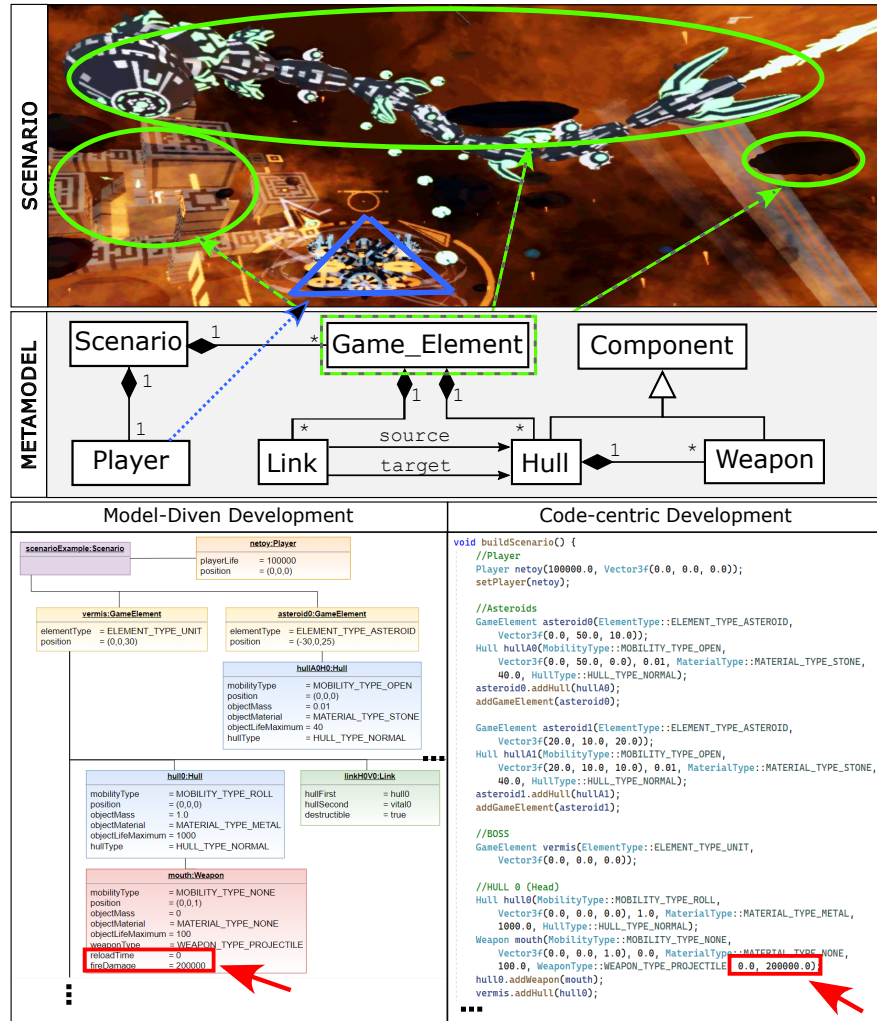 SCENARIO
METAMODEL
Scenario
1
*
Game_Element
Component
1
1
1
1
*
*
source
target
1
*
Player
Link
Hull
Weapon
Model-Diven Development
scenarioExample:Scenario
netoy:Player
playerLife = 100000
position = (0,0,0)
vermis:GameElement
elementType = ELEMENT_TYPE_UNIT
position = (0,0,30)
asteroid0:GameElement
elementType = ELEMENT_TYPE_ASTEROID
position = (-30,0,25)
hullA0H0:Hull
mobilityType = MOBILITY_TYPE_OPEN
position = (0,0,0)
objectMass = 0.01
objectMaterial = MATERIAL_TYPE_STONE
objectLifeMaximum = 40
hullType = HULL_TYPE_NORMAL
hull0:Hull
mobilityType = MOBILITY_TYPE_ROLL
position = (0,0,0)
objectMass = 1.0
objectMaterial = MATERIAL_TYPE_METAL
objectLifeMaximum = 1000
hullType = HULL_TYPE_NORMAL
linkH0V0:Link
hullFirst = hull0
hullSecond = vital0
destructible = true
mouth:Weapon
mobilityType = MOBILITY_TYPE_NONE
position = (0,0,1)
objectMass = 0
objectMaterial = MATERIAL_TYPE_NONE
objectLifeMaximum = 100
weaponType = WEAPON_TYPE_PROJECTILE
reloadTime = 0
fireDamage = 200000
Code-centric Development
void buildScenario() {
//Player
Player netoy(100000.0, Vector3f(0.0, 0.0, 0.0));
setPlayer(netoy);
//Asteroids
GameElement asteroid0(ElementType::ELEMENT_TYPE_ASTEROID,
Vector3f(0.0, 50.0, 10.0));
Hull hullA0(MobilityType::MOBILITY_TYPE_OPEN,
Vector3f(0.0, 50.0, 0.0), 0.01, MaterialType::MATERIAL_TYPE_STONE,
40.0, HullType::HULL_TYPE_NORMAL);
asteroid0.addHull(hullA0);
addGameElement(asteroid0);
GameElement asteroid1(ElementType::ELEMENT_TYPE_ASTEROID,
Vector3f(20.0, 10.0, 20.0));
Hull hullA1(MobilityType::MOBILITY_TYPE_OPEN,
Vector3f(20.0, 10.0, 10.0), 0.01, MaterialType::MATERIAL_TYPE_STONE,
40.0, HullType::HULL_TYPE_NORMAL);
asteroid1.addHull(hullA1);
addGameElement(asteroid1);
//BOSS
GameElement vermis(ElementType::ELEMENT_TYPE_UNIT,
Vector3f(0.0, 0.0, 0.0));
//HULL 0 (Head)
Hull hull0(MobilityType::MOBILITY_TYPE_ROLL,
Vector3f(0.0, 0.0, 0.0), 1.0, MaterialType::MATERIAL_TYPE_METAL,
1000.0, HullType::HULL_TYPE_NORMAL);
Weapon mouth(MobilityType::MOBILITY_TYPE_NONE,
Vector3f(0.0, 0.0, 1.0), 0.0, MaterialType::MATERIAL_TYPE_NONE,
100.0, WeaponType::WEAPON_TYPE_PROJECTILE, 0.0, 200000.0);
hull0.addWeapon(mouth);
vermis.addHull(hull0);